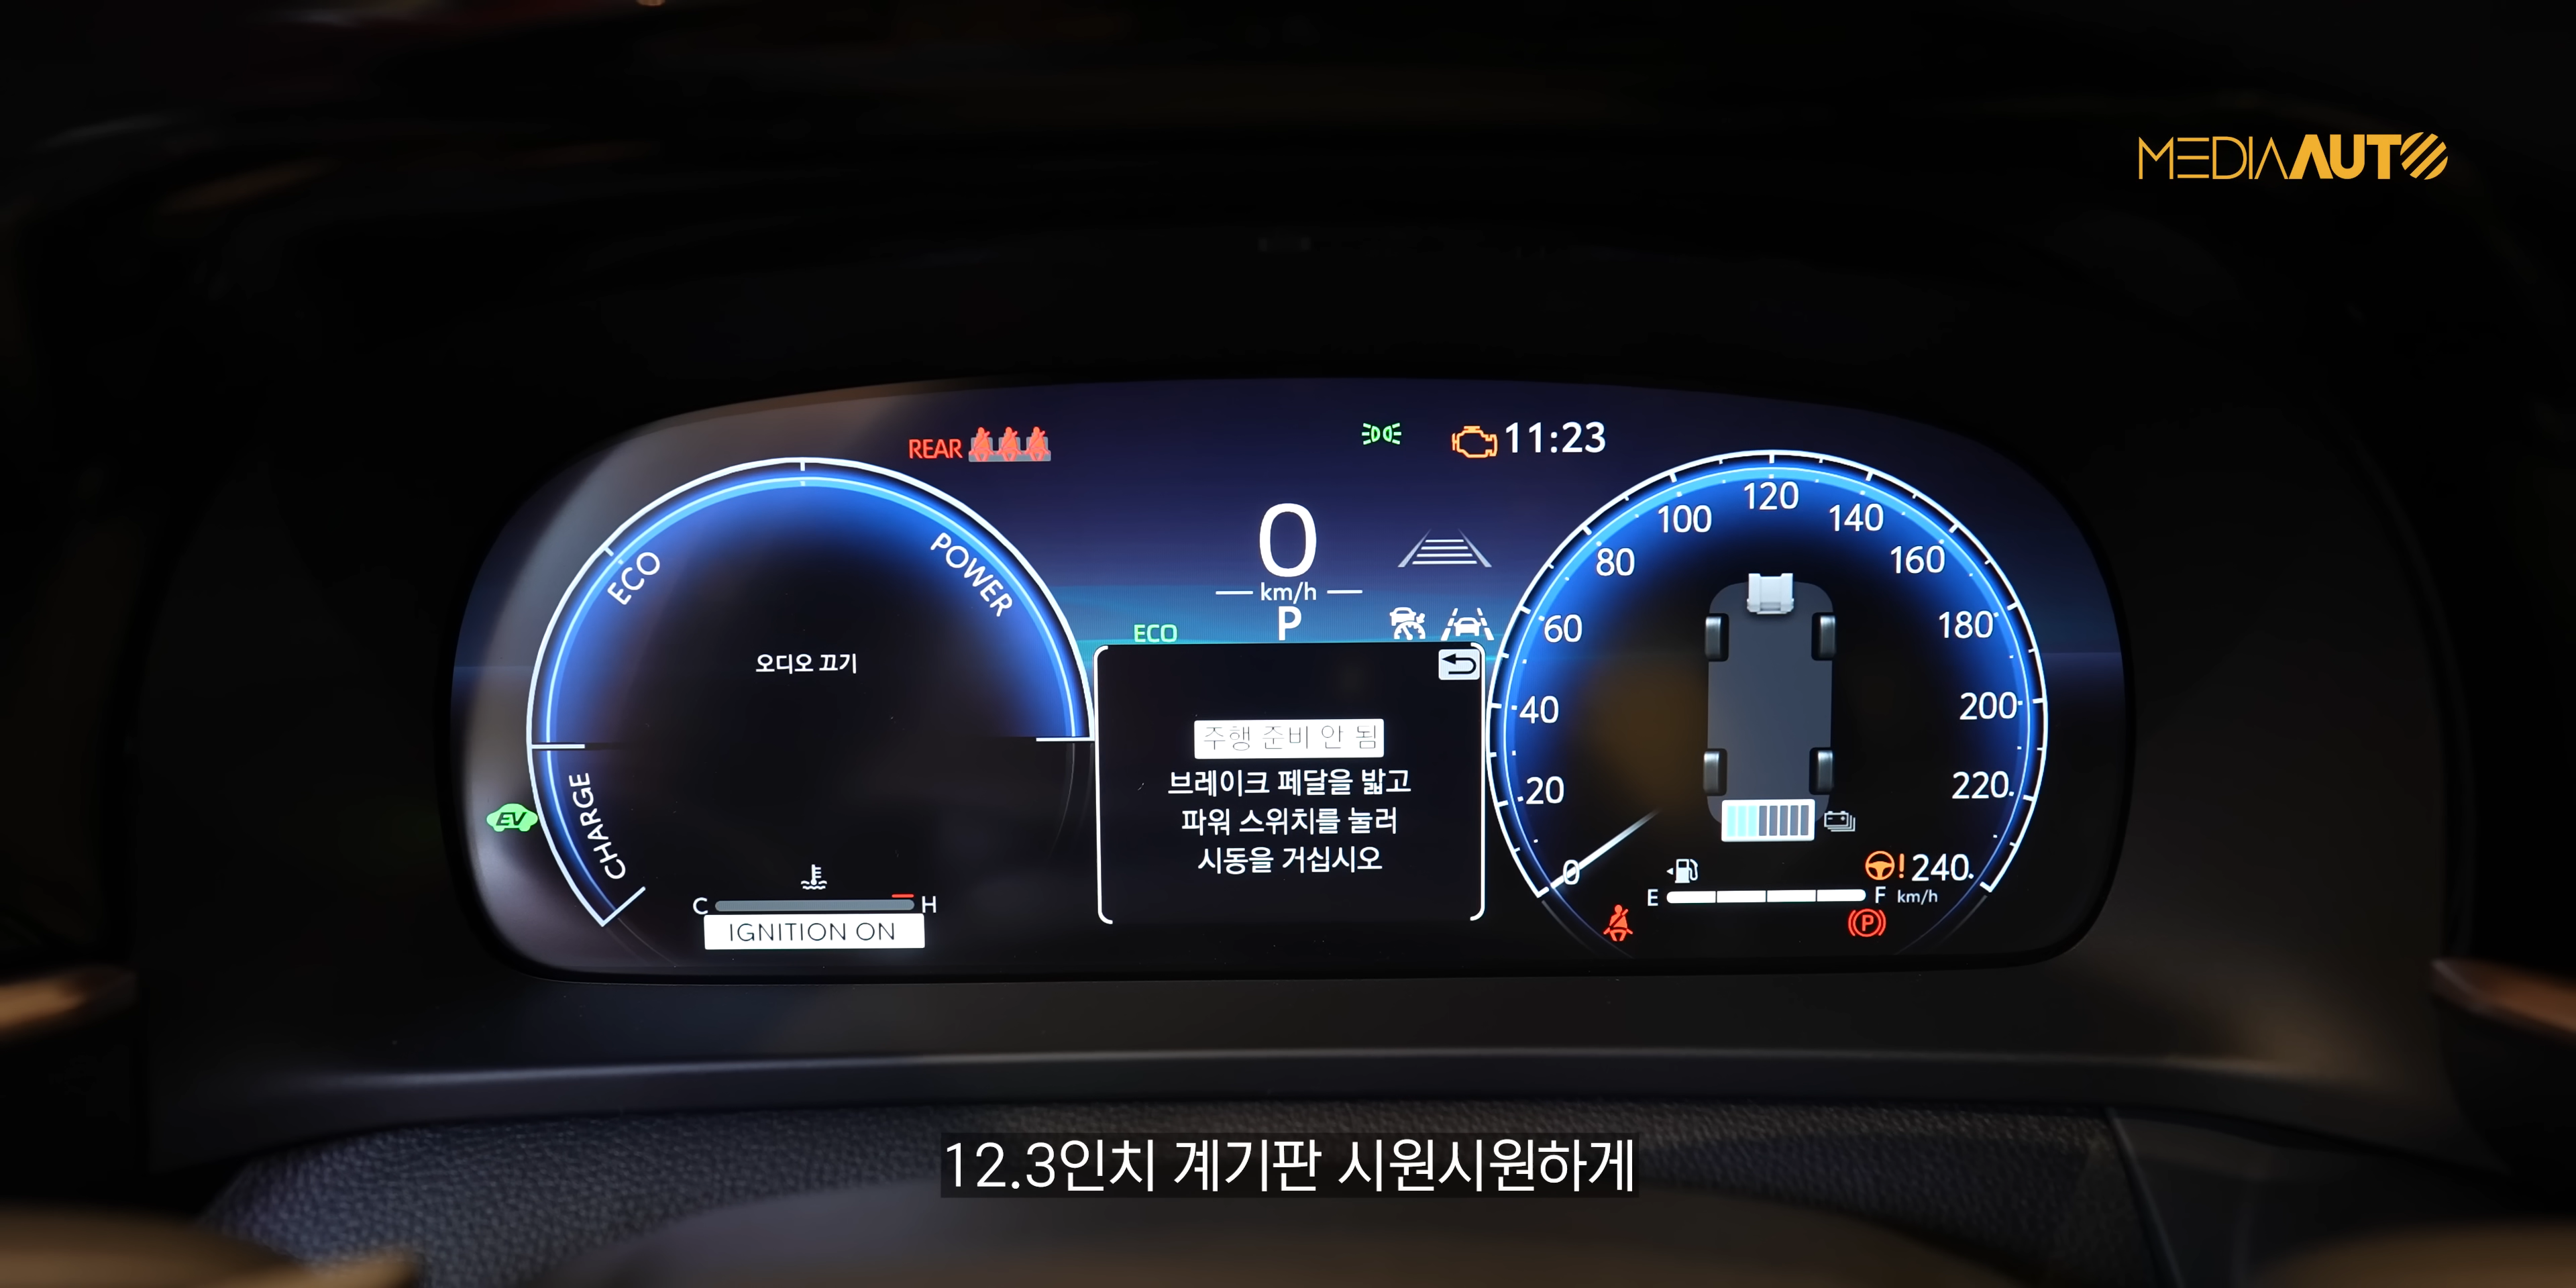 MEDIAAUTO
REAR
11:23
0
km/h
P
ECO
ECO
POWER
CHARGE
오디오 끄기
EV
C
H
IGNITION ON
주행 준비 안 됨
브레이크 페달을 밟고
파워 스위치를 눌러
시동을 거십시오
0
20
40
60
80
100
120
140
160
180
200
220
240
E
F
km/h
P
12.3인치 계기판 시원시원하게